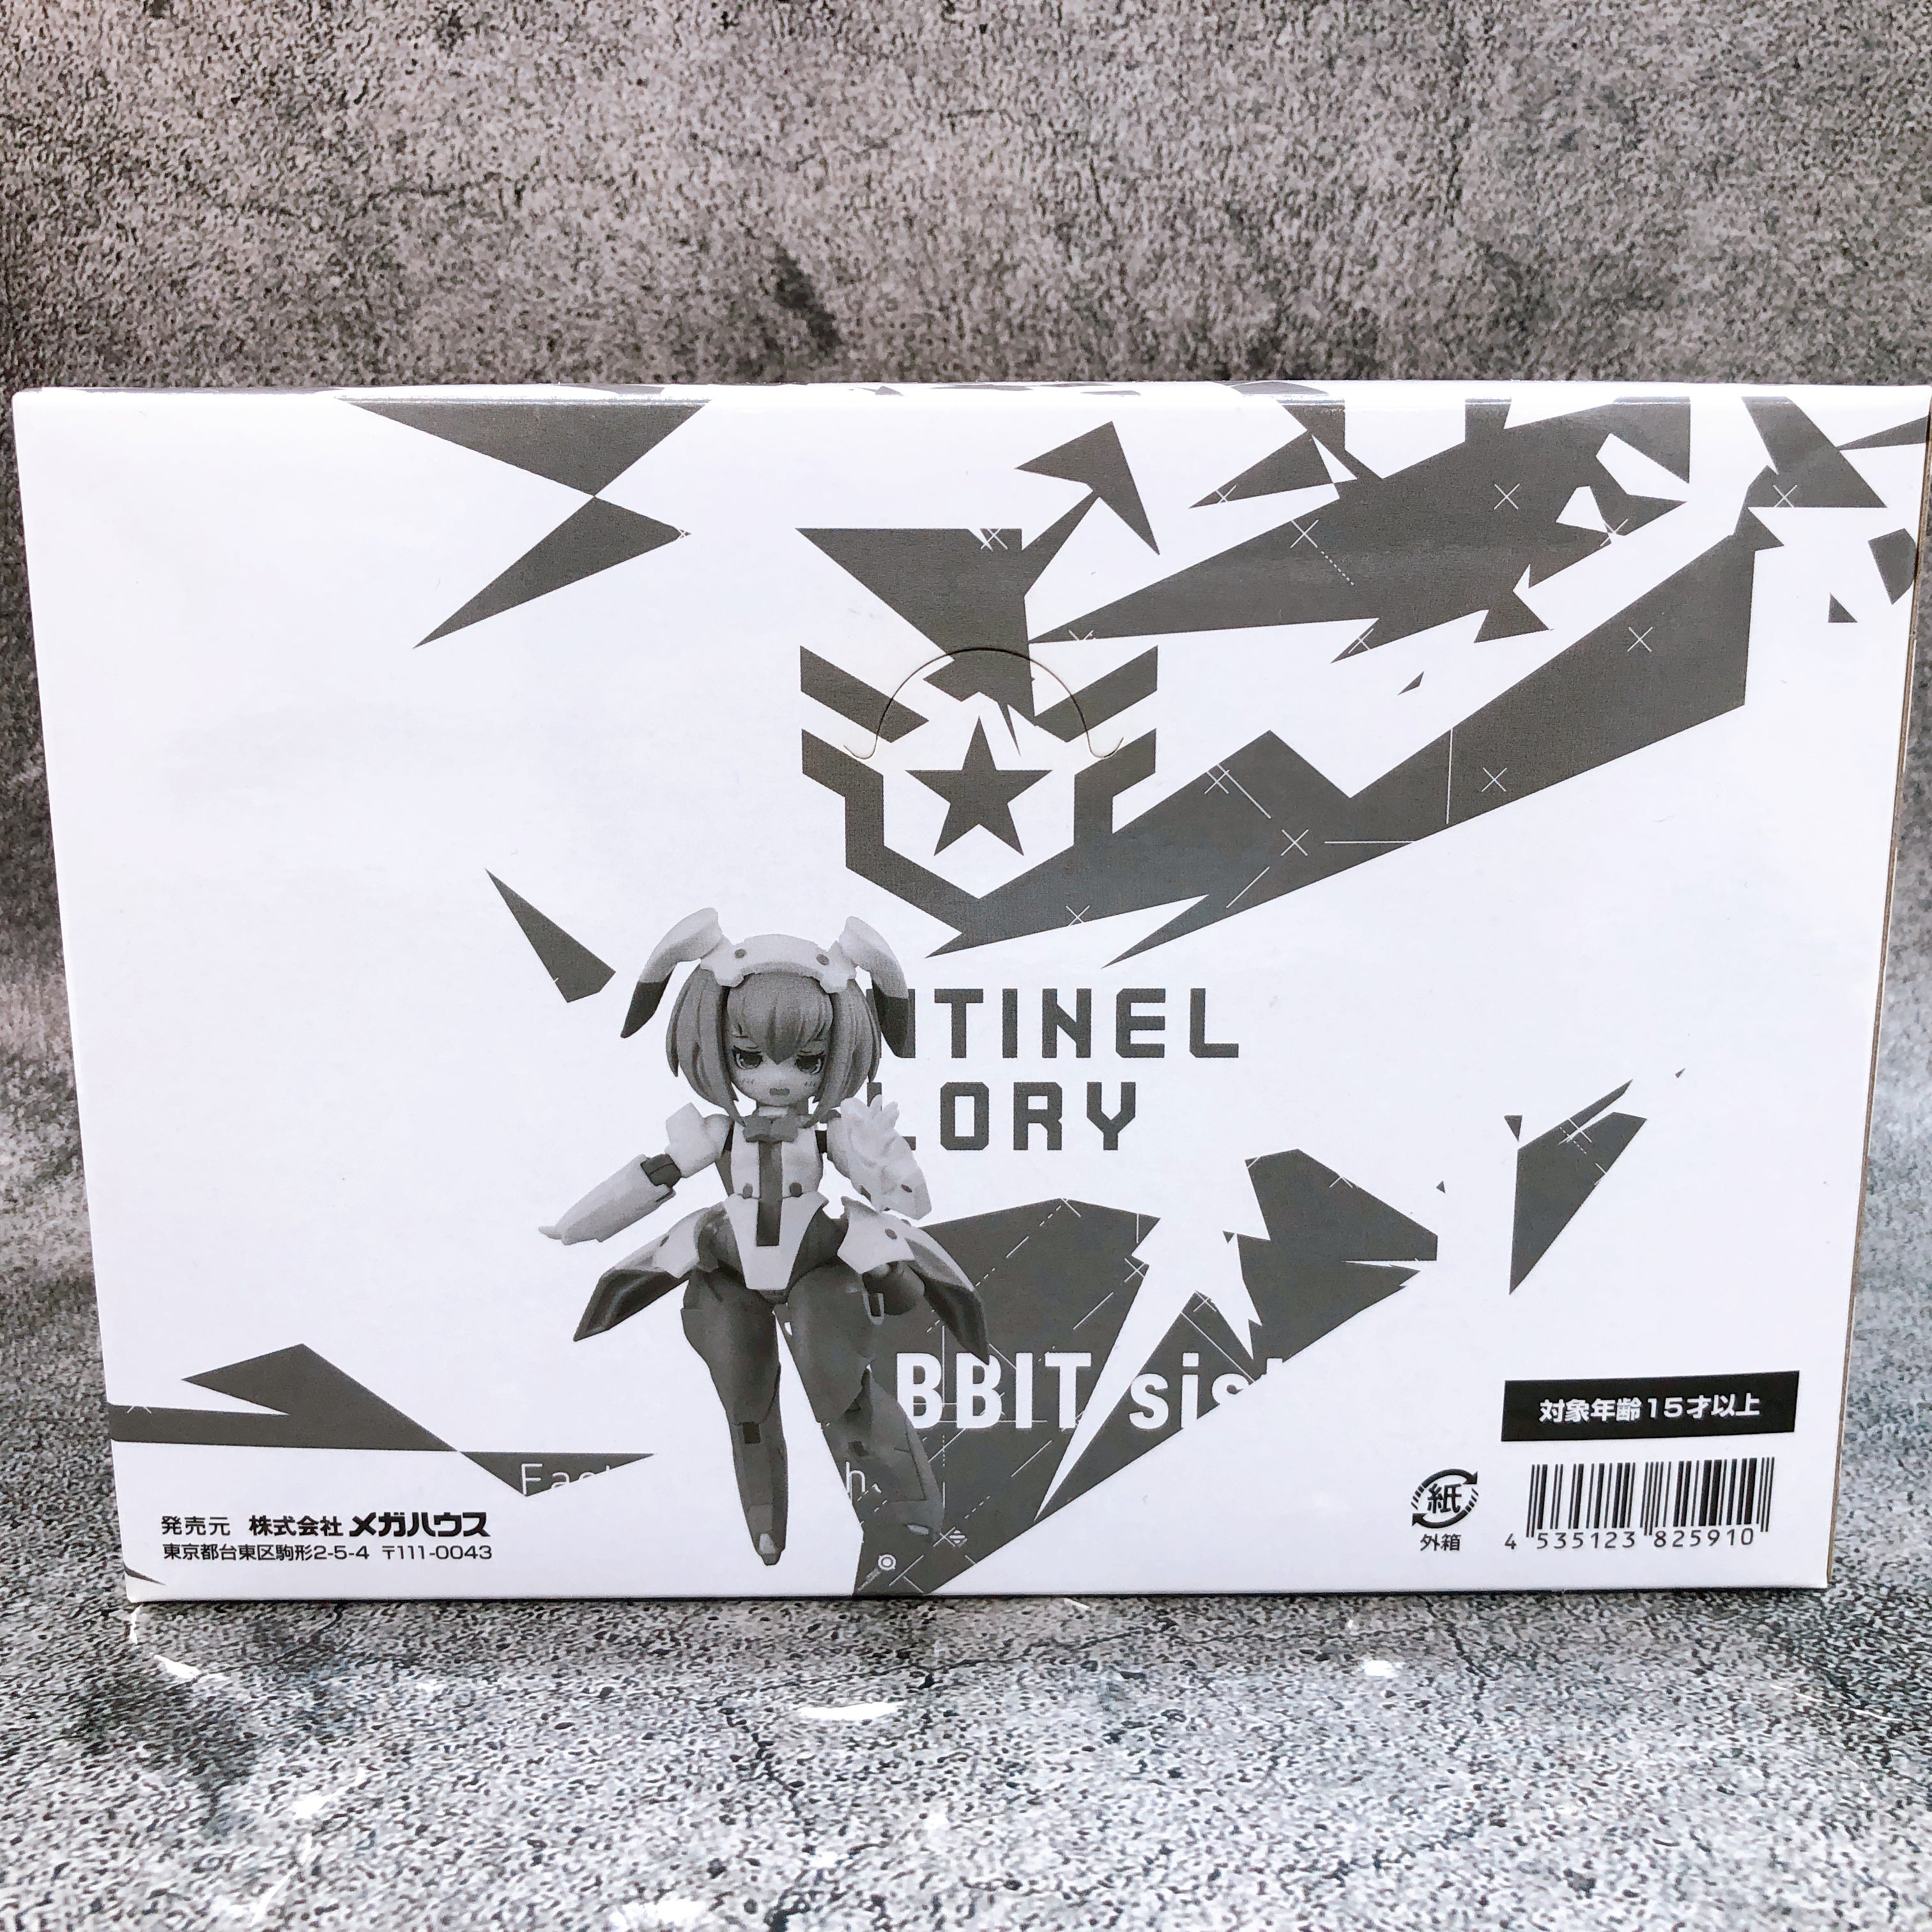 NTINEL
LORY
BBIT sis
対象年齢15才以上
発売元 株式会社 メガハウス
東京都台東区駒形2-5-4 〒111-0043
紙
外箱
4 535123 825910